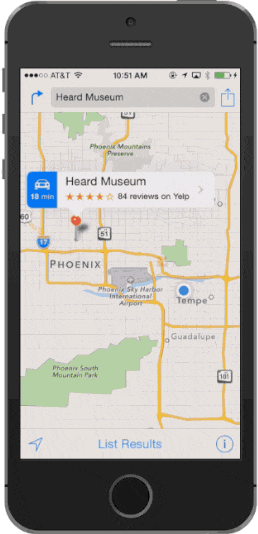 AT&T 10:51 AM
Heard Museum
51
Phoenix Mountains
Preserve
Heard Museum
18 min
84 reviews on Yelp
60
17
51
PHOENIX
Phoenix Sky Harbor
International
Airport
Tempe
Guadalupe
Phoenix South
Mountain Park
101
List Results